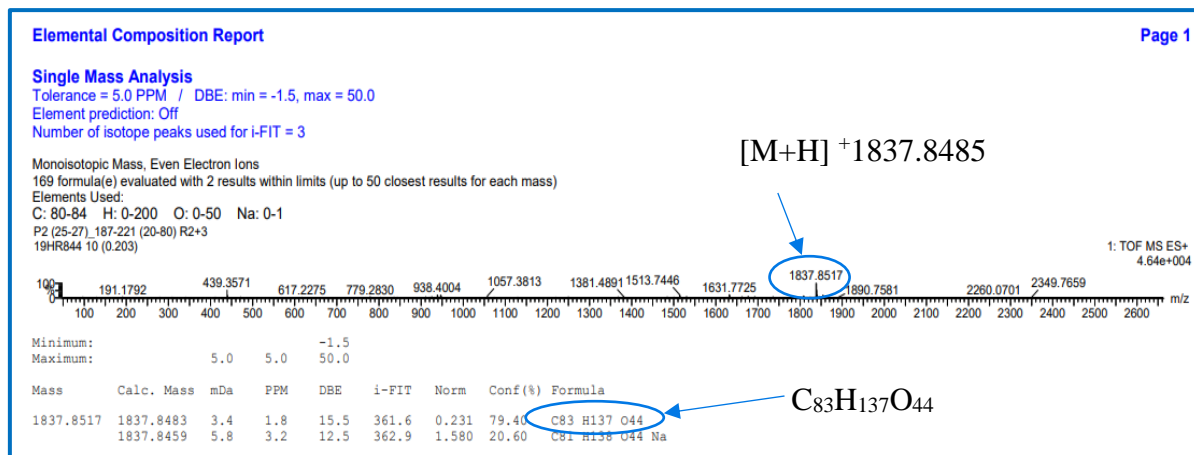 Elemental Composition Report Page 1
Single Mass Analysis
Tolerance = 5.0 PPM / DBE: min = -1.5, max = 50.0
Element prediction: Off
Number of isotope peaks used for i-FIT = 3
[M+H] +1837.8485
Monoisotopic Mass, Even Electron Ions
169 formula(e) evaluated with 2 results within limits (up to 50 closest results for each mass)
Elements Used:
C: 80-84 H: 0-200 O: 0-50 Na: 0-1
P2 (25-27)_187-221 (20-80) R2+3
19HR844 10 (0.203) 1: TOF MS ES+
4.64e+004
100
%
191.1792 439.3571 617.2275 779.2830 938.4004 1057.3813 1381.4891 1513.7446 1631.7725 1837.8517 1890.7581 2260.0701 2349.7659
m/z
100 200 300 400 500 600 700 800 900 1000 1100 1200 1300 1400 1500 1600 1700 1800 1900 2000 2100 2200 2300 2400 2500 2600
Minimum: -1.5
Maximum: 5.0 5.0 50.0
Mass Calc. Mass mDa PPM DBE i-FIT Norm Conf(%) Formula
1837.8517 1837.8483 3.4 1.8 15.5 361.6 0.231 79.40 C83 H137 O44
1837.8459 5.8 3.2 12.5 362.9 1.580 20.60 C81 H138 O44 Na
C83H137O44